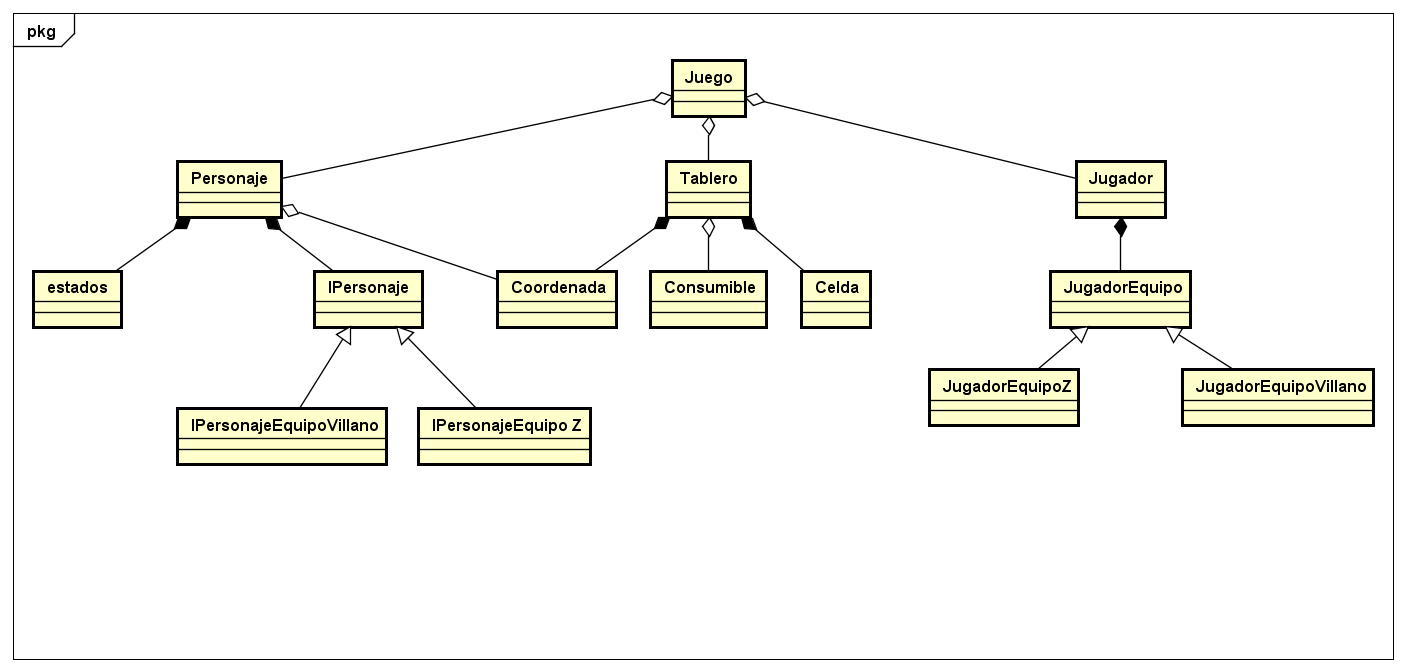 pkg
Juego
Personaje
Tablero
Jugador
estados
IPersonaje
Coordenada
Consumible
Celda
JugadorEquipo
JugadorEquipoZ
JugadorEquipoVillano
IPersonajeEquipoVillano
IPersonajeEquipo Z